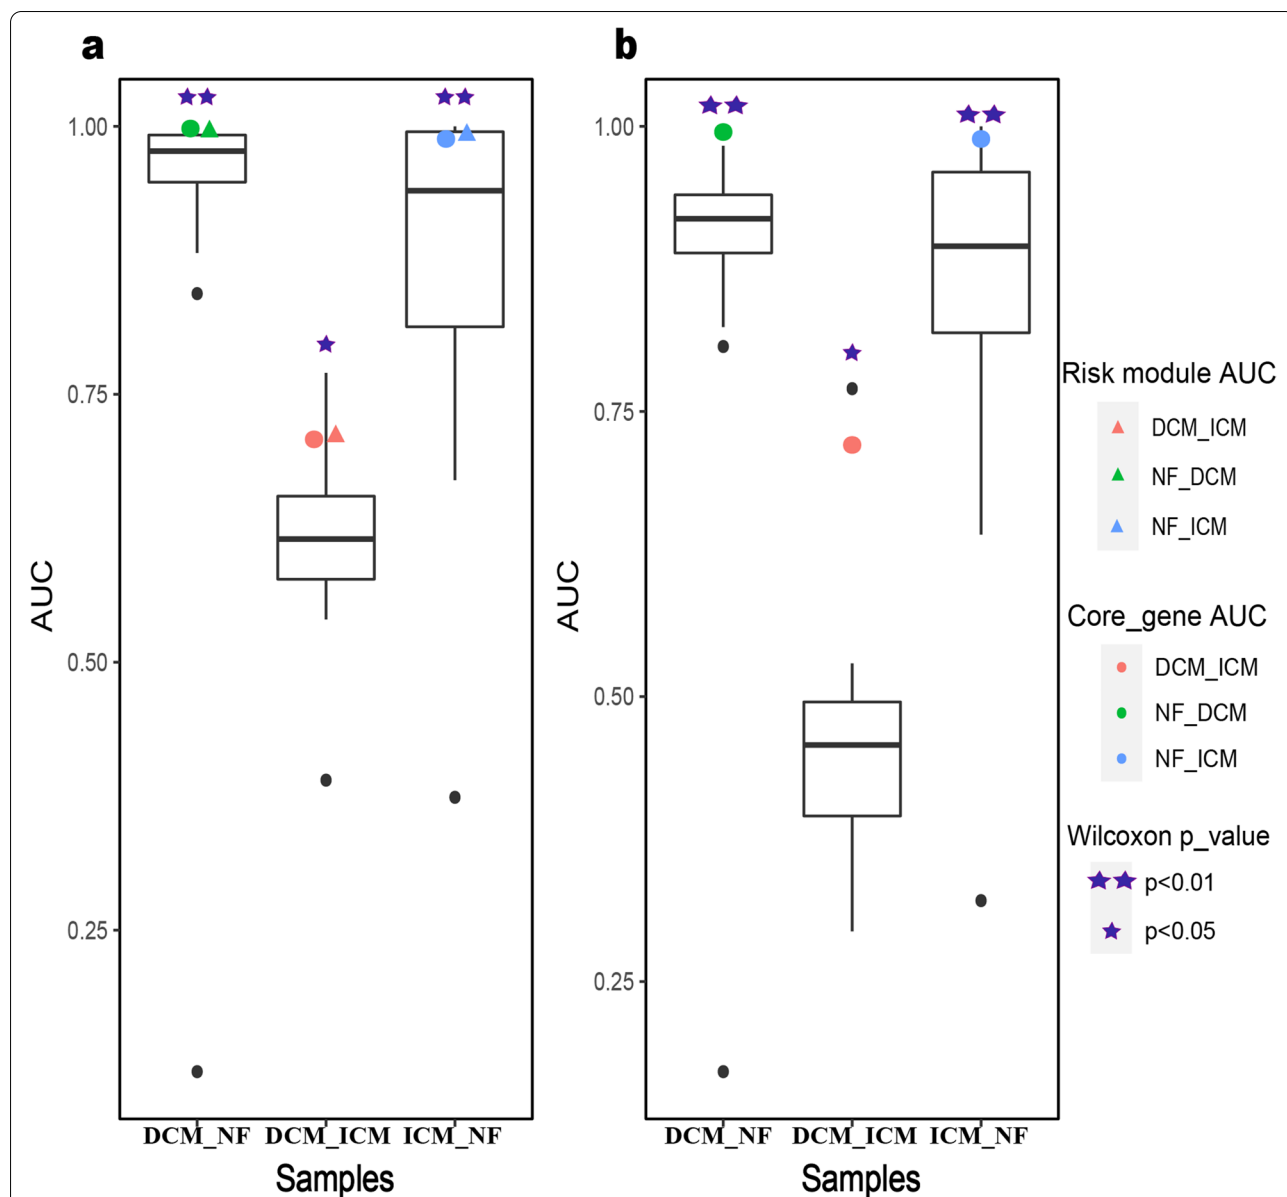 a
b
AUC
1.00
0.75
0.50
0.25
DCM_NF DCM_ICM ICM_NF
Samples
AUC
1.00
0.75
0.50
0.25
DCM_NF DCM_ICM ICM_NF
Samples
Risk module AUC
DCM_ICM
NF_DCM
NF_ICM
Core_gene AUC
DCM_ICM
NF_DCM
NF_ICM
Wilcoxon p_value
p<0.01
p<0.05